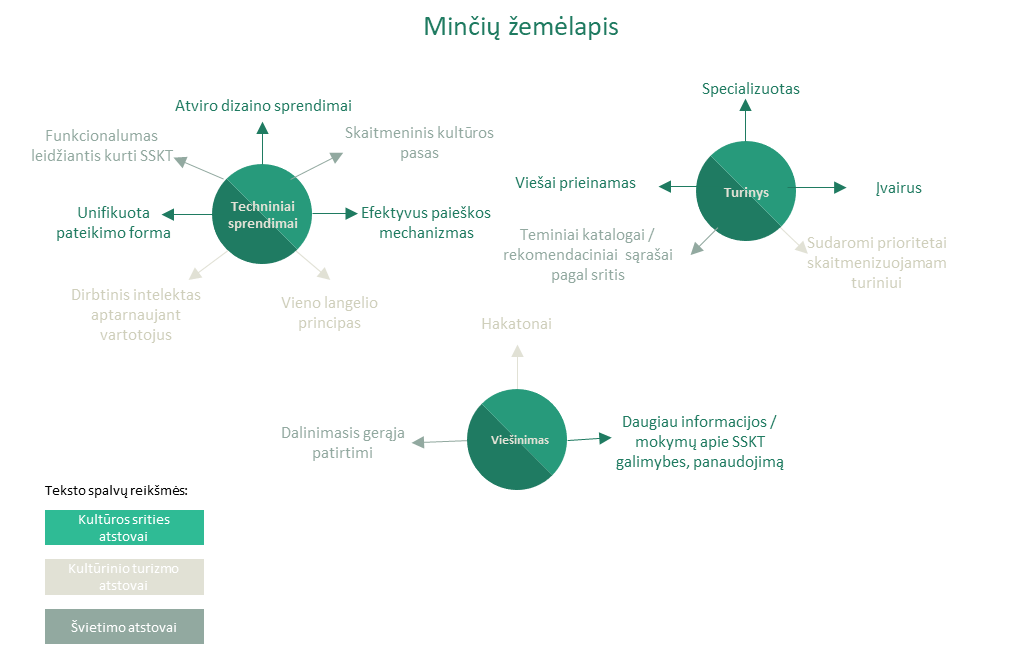 Minčių žemėlapis
Atviro dizaino sprendimai
Funkcionalumas
leidžiantis kurti SSKT
Skaitmeninis kultūros
pasas
Techniniai
sprendimai
Unifikuota
pateikimo forma
Efektyvus paieškos
mechanizmas
Dirbtinis intelektas
aptarnaujant
vartotojus
Vieno langelio
principas
Specializuotas
Viešai prieinamas
Turinys
Įvairus
Teminiai katalogai /
rekomendaciniai sąrašai
pagal sritis
Sudaromi prioritetai
skaitmenizuojamam
turiniui
Hakatonai
Dalinimasis gerąja
patirtimi
Viešinimas
Daugiau informacijos /
mokymų apie SSKT
galimybes, panaudojimą
Teksto spalvų reikšmės:
Kultūros srities
atstovai
Kultūrinio turizmo
atstovai
Švietimo atstovai